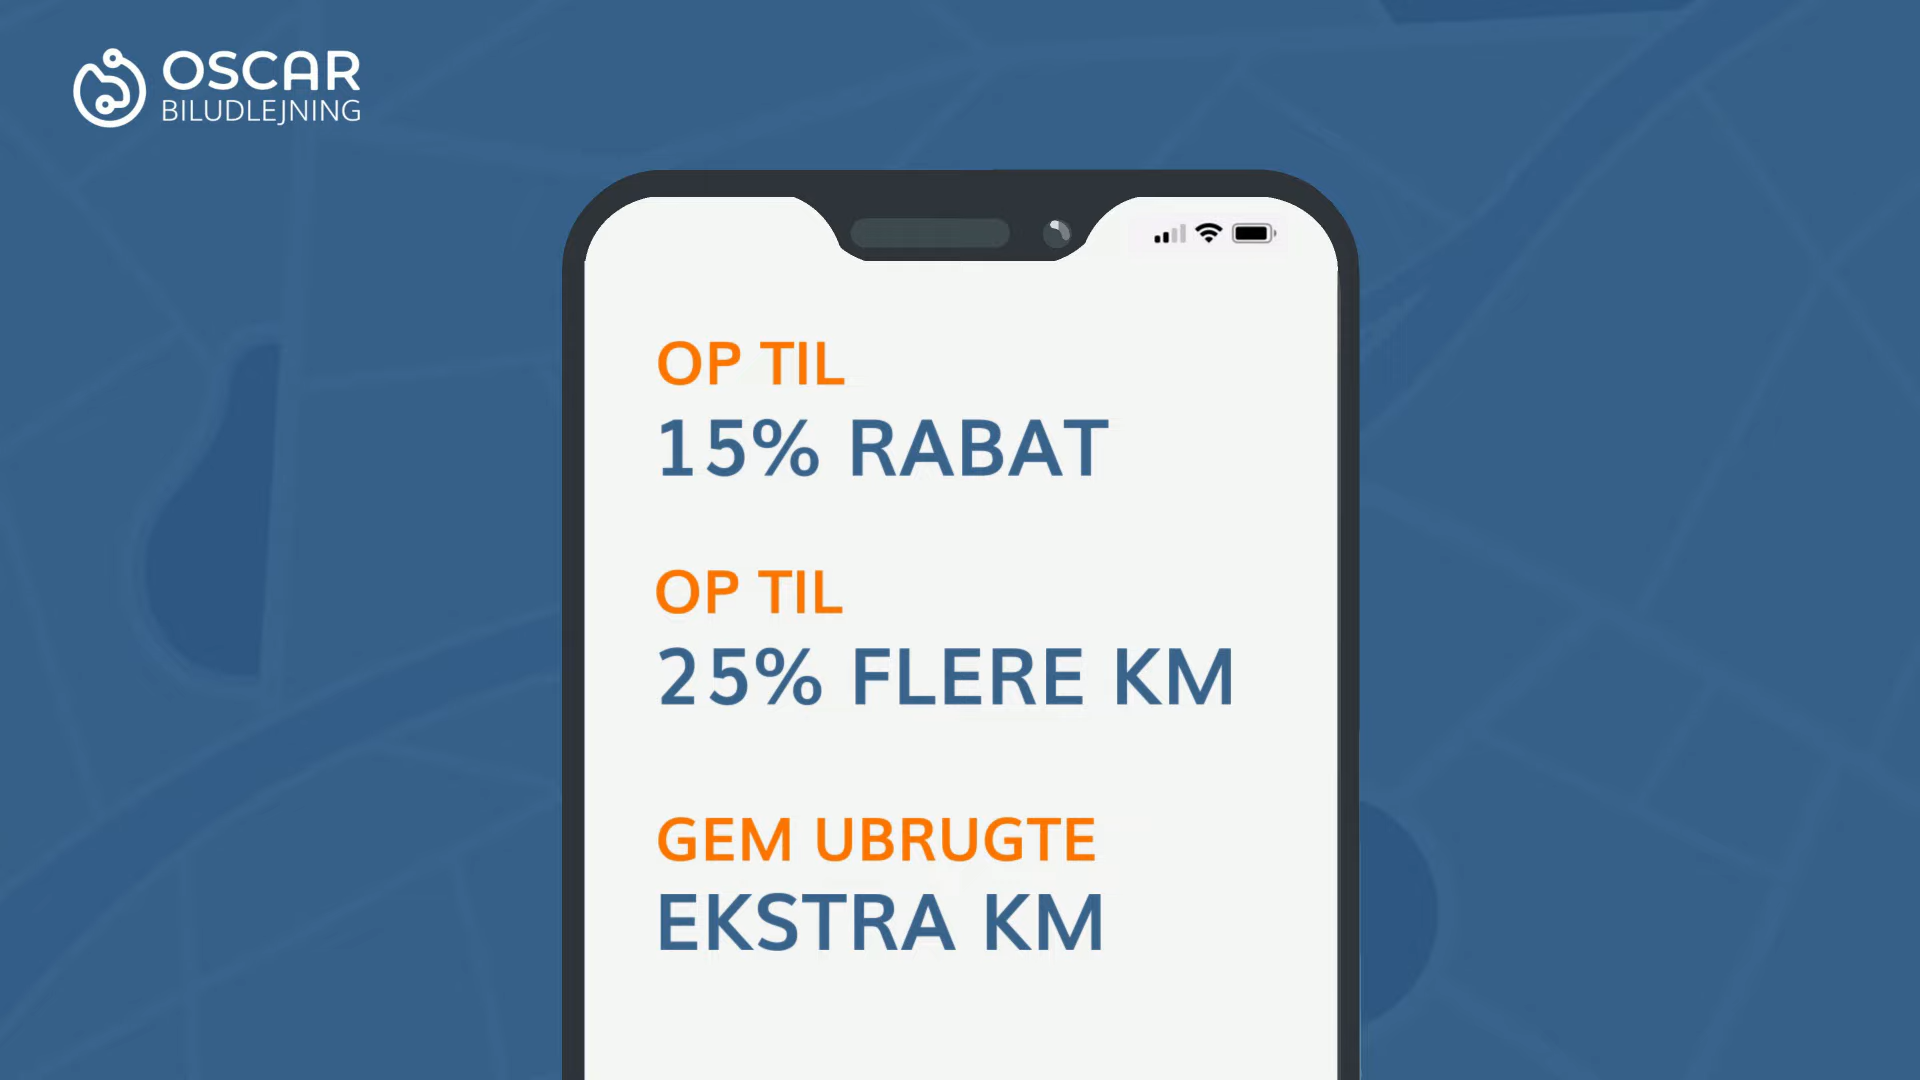 OSCAR
BILUDLEJNING
OP TIL
15% RABAT
OP TIL
25% FLERE KM
GEM UBRUGTE
EKSTRA KM